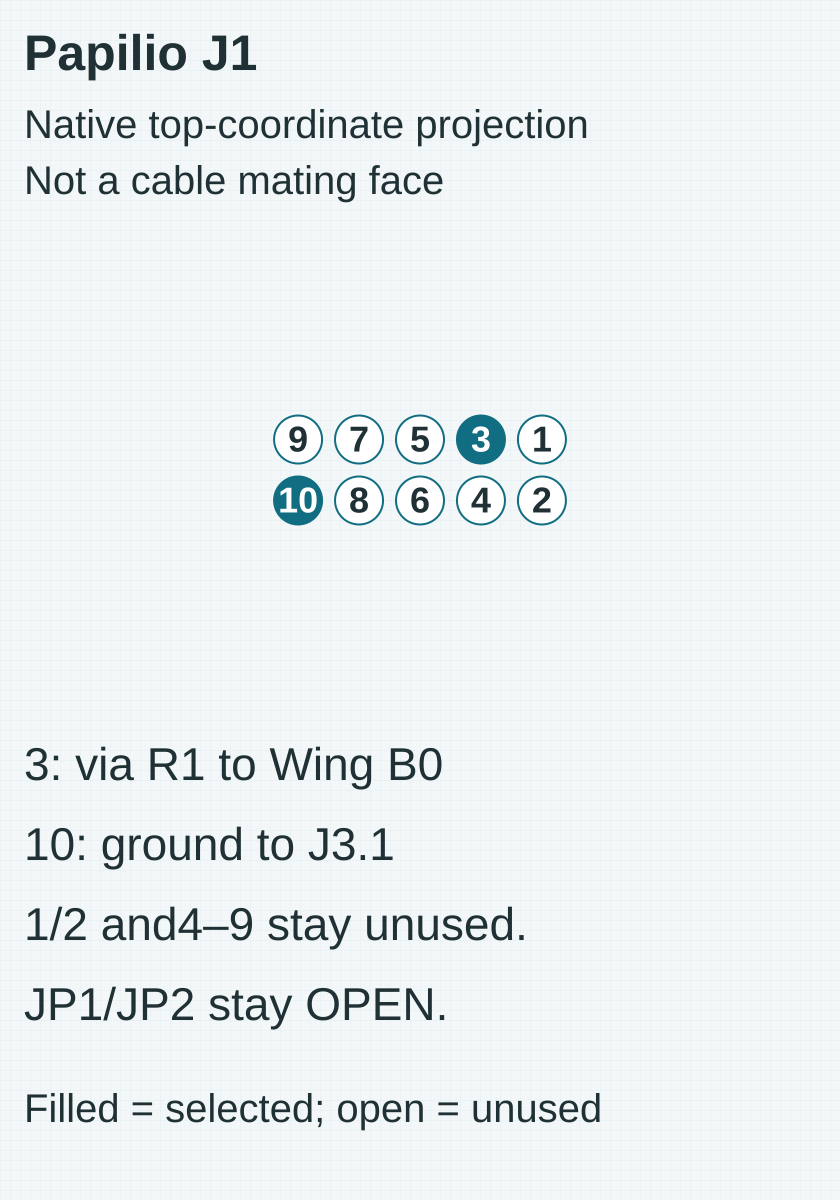 Papilio J1
Native top-coordinate projection
Not a cable mating face
9 7 5 3 1
10 8 6 4 2
3: via R1 to Wing B0
10: ground to J3.1
1/2 and4–9 stay unused.
JP1/JP2 stay OPEN.
Filled = selected; open = unused